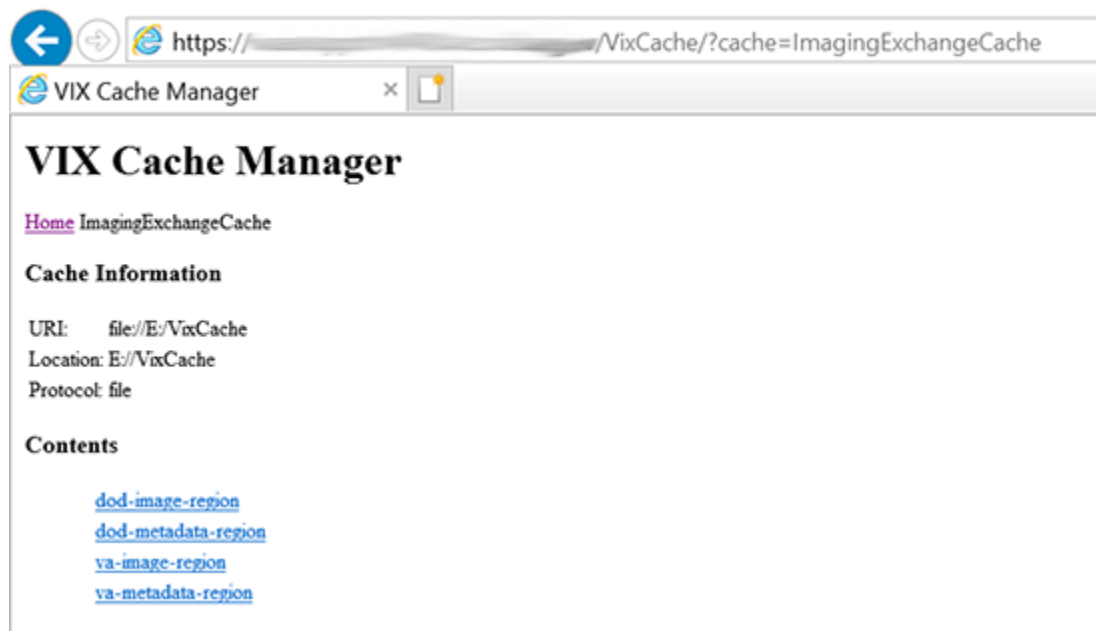 https:// /VixCache/?cache=ImagingExchangeCache
VIX Cache Manager
VIX Cache Manager
Home ImagingExchangeCache
Cache Information
URI: file://E:/VixCache
Location: E://VixCache
Protocol: file
Contents
dod-image-region
dod-metadata-region
va-image-region
va-metadata-region